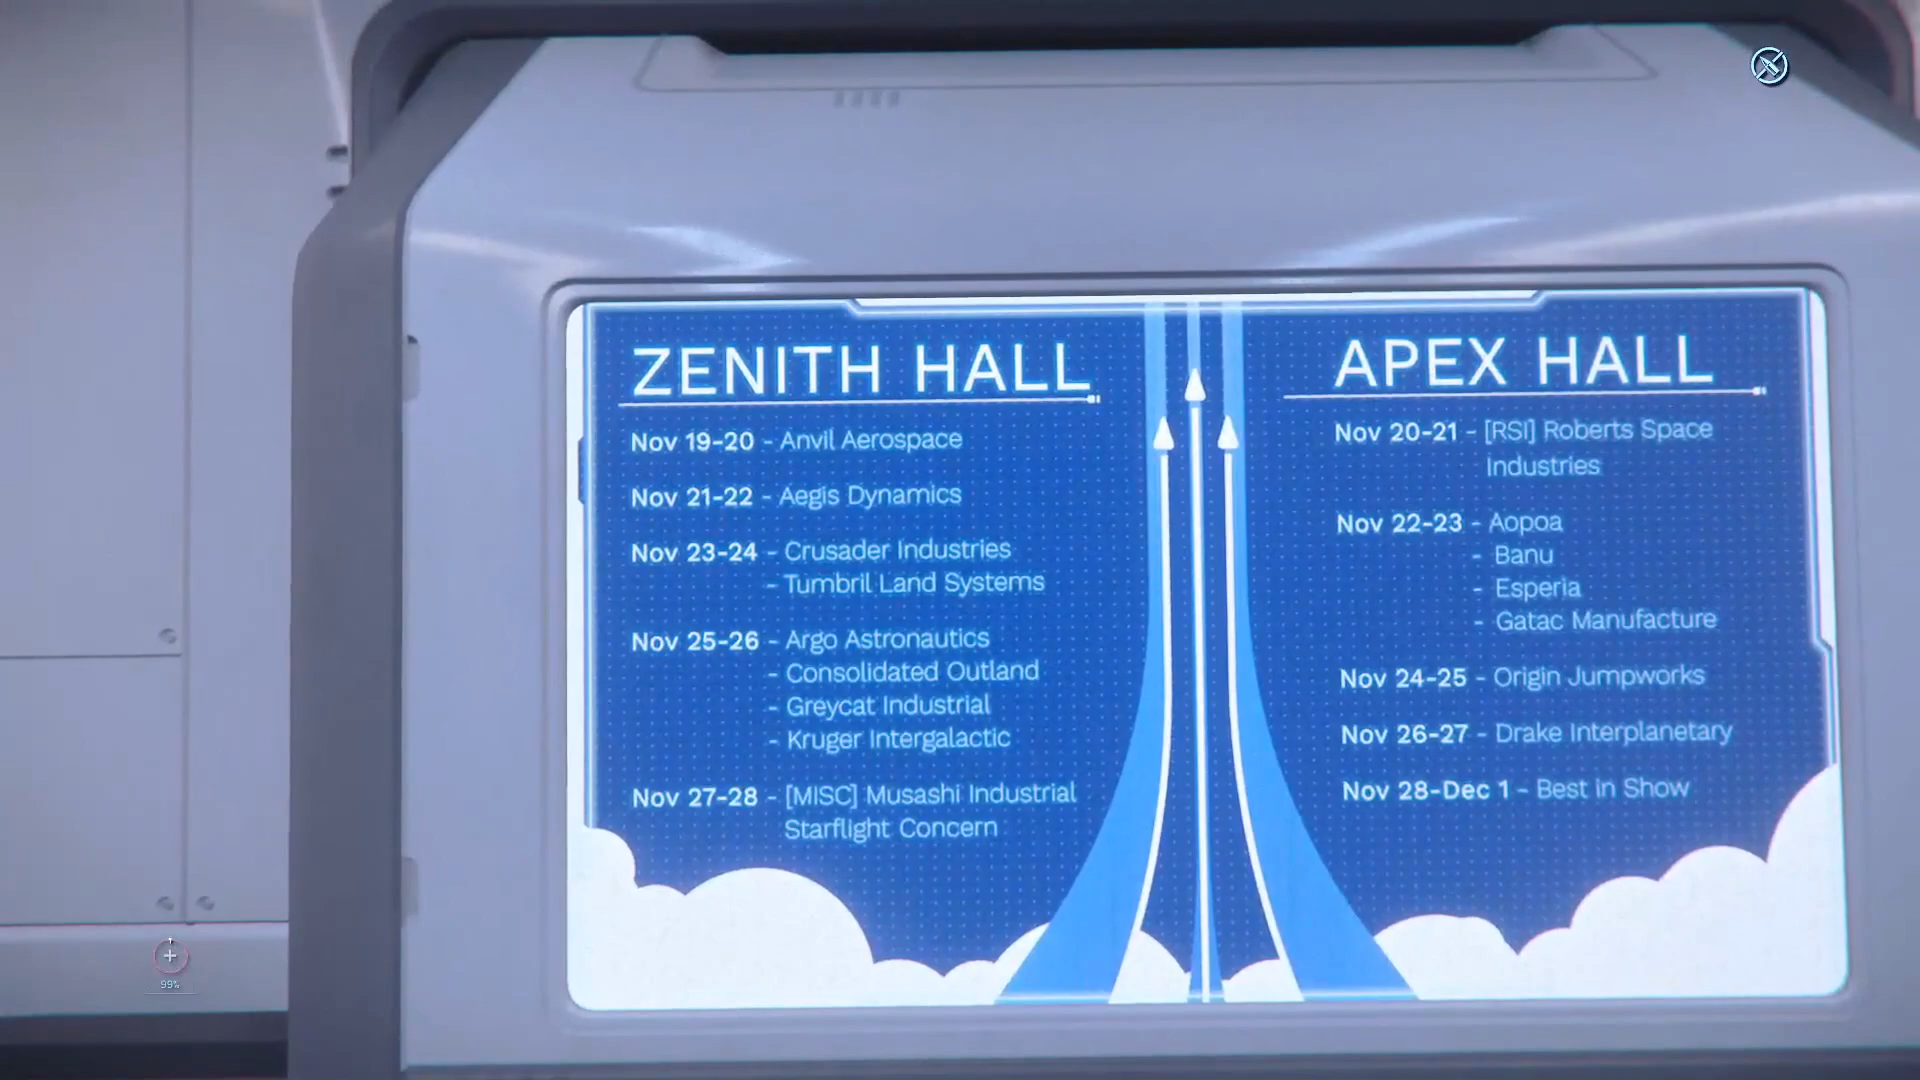 ZENITH HALL
Nov 19-20 - Anvil Aerospace
Nov 21-22 - Aegis Dynamics
Nov 23-24 - Crusader Industries
- Tumbril Land Systems
Nov 25-26 - Argo Astronautics
- Consolidated Outland
- Greycat Industrial
- Kruger Intergalactic
Nov 27-28 - [MISC] Musashi Industrial
Starflight Concern
APEX HALL
Nov 20-21 - [RSI] Roberts Space
Industries
Nov 22-23 - Aopoa
- Banu
- Esperia
- Gatac Manufacture
Nov 24-25 - Origin Jumpworks
Nov 26-27 - Drake Interplanetary
Nov 28-Dec 1 - Best In Show
99%